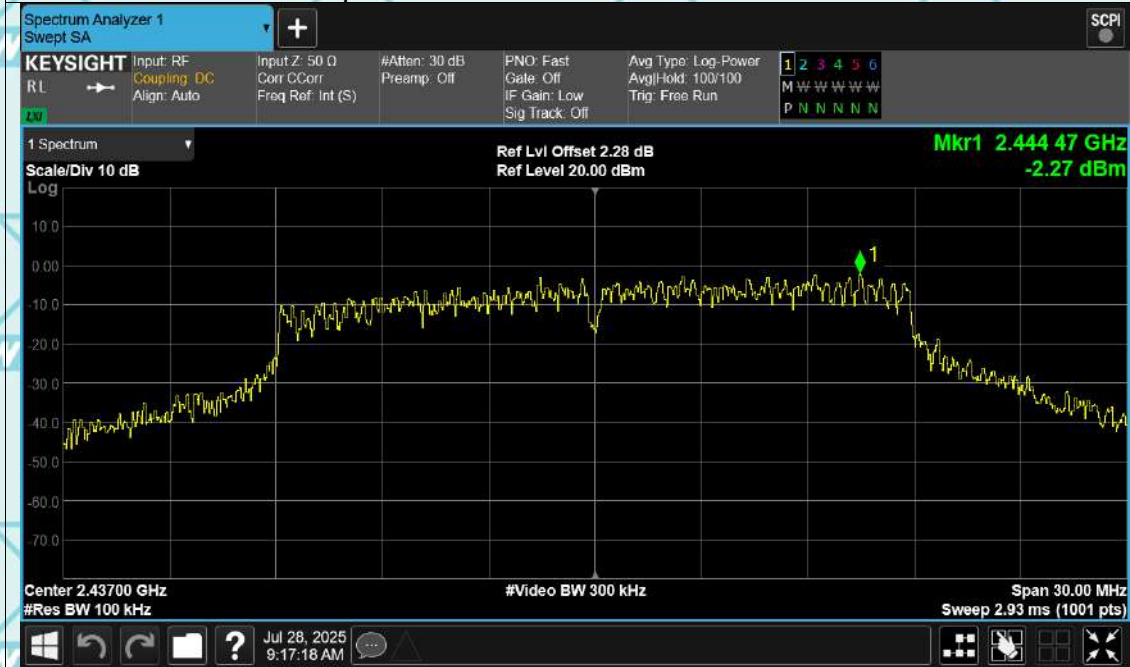 Spectrum Analyzer 1
Swept SA
+
SCPI
KEYSIGHT
RL
LXI
Input: RF
Coupling: DC
Align: Auto
Input Z: 50 Ω
Corr CCorr
Freq Ref: Int (S)
#Atten: 30 dB
Preamp: Off
PNO: Fast
Gate: Off
IF Gain: Low
Sig Track: Off
Avg Type: Log-Power
Avg|Hold: 100/100
Trig: Free Run
1 2 3 4 5 6
M W W W W W
P N N N N N
1 Spectrum
Scale/Div 10 dB
Log
Ref Lvl Offset 2.28 dB
Ref Level 20.00 dBm
Mkr1 2.444 47 GHz
-2.27 dBm
10.0
0.00
-10.0
-20.0
-30.0
-40.0
-50.0
-60.0
-70.0
1
Center 2.43700 GHz
#Res BW 100 kHz
#Video BW 300 kHz
Span 30.00 MHz
Sweep 2.93 ms (1001 pts)
?
Jul 28, 2025
9:17:18 AM